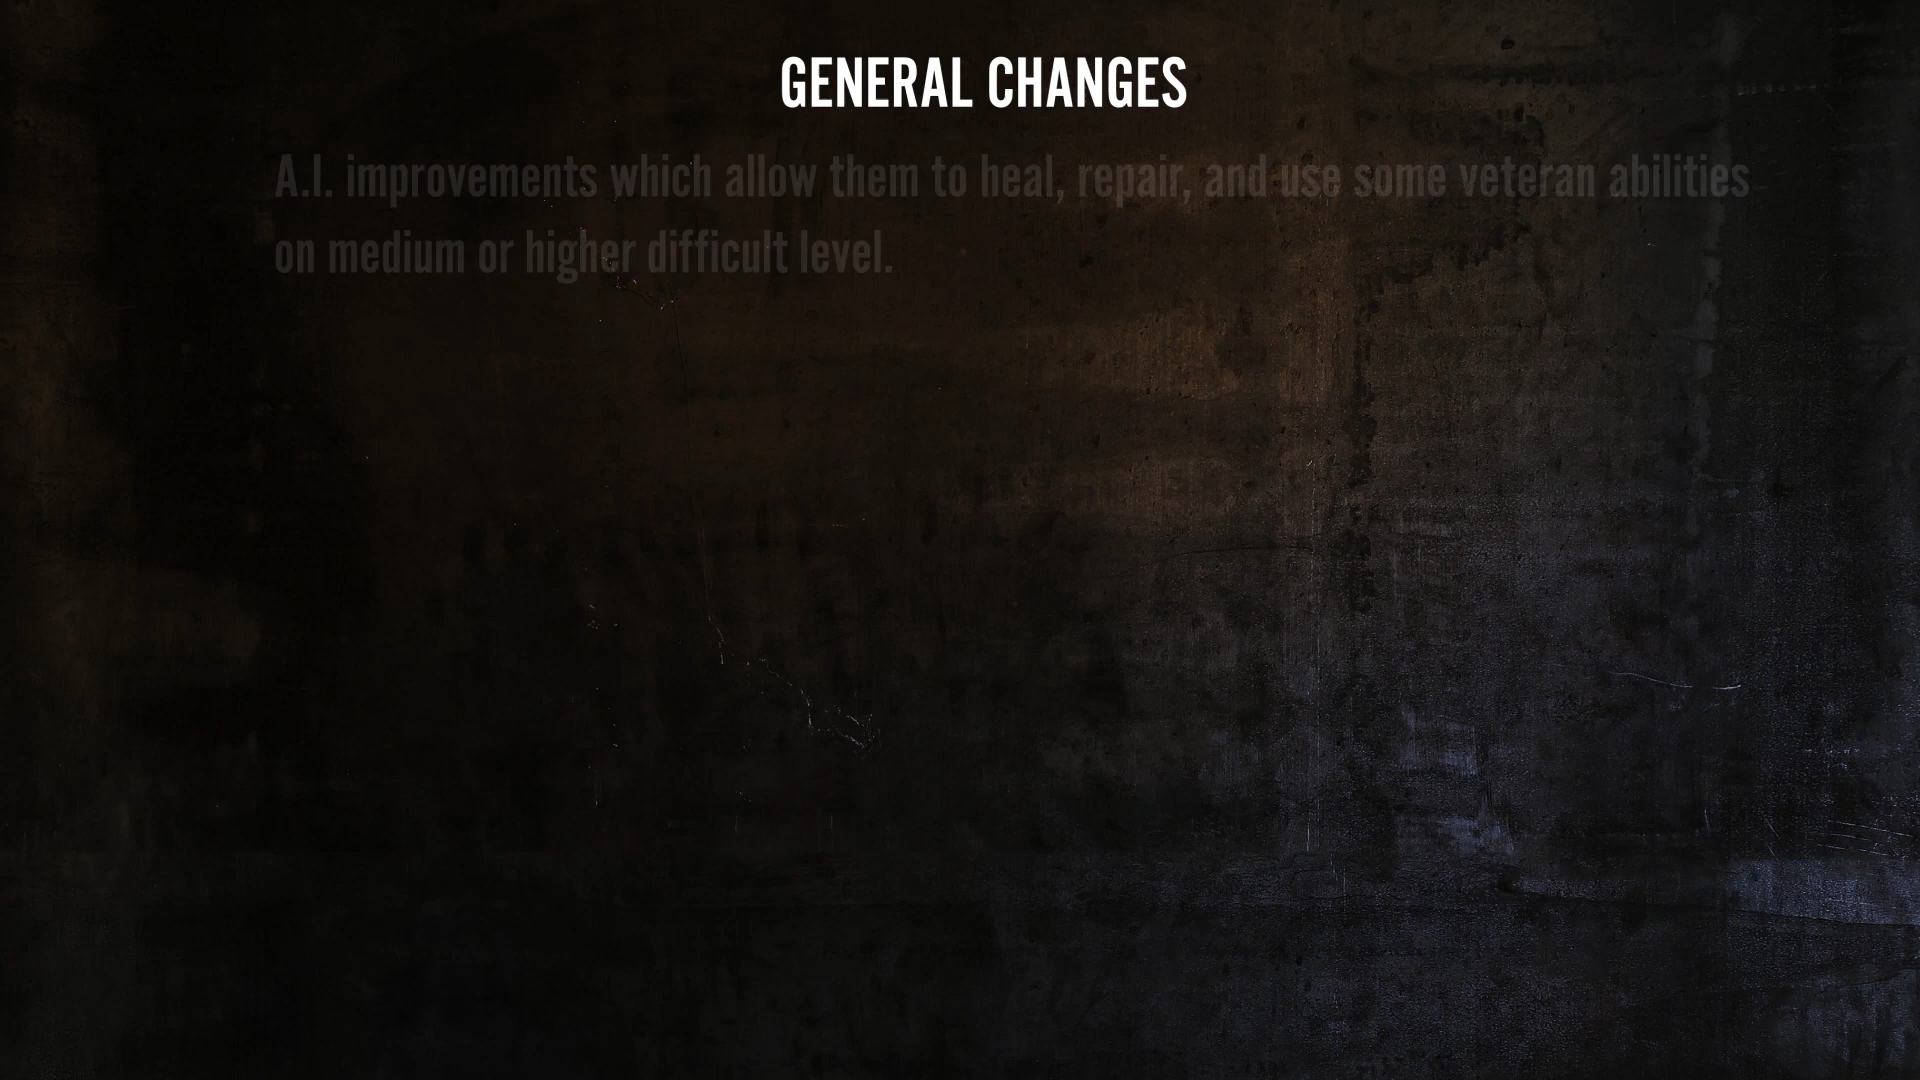 GENERAL CHANGES
A.I. improvements which allow them to heal, repair, and use some veteran abilities
on medium or higher difficult level.